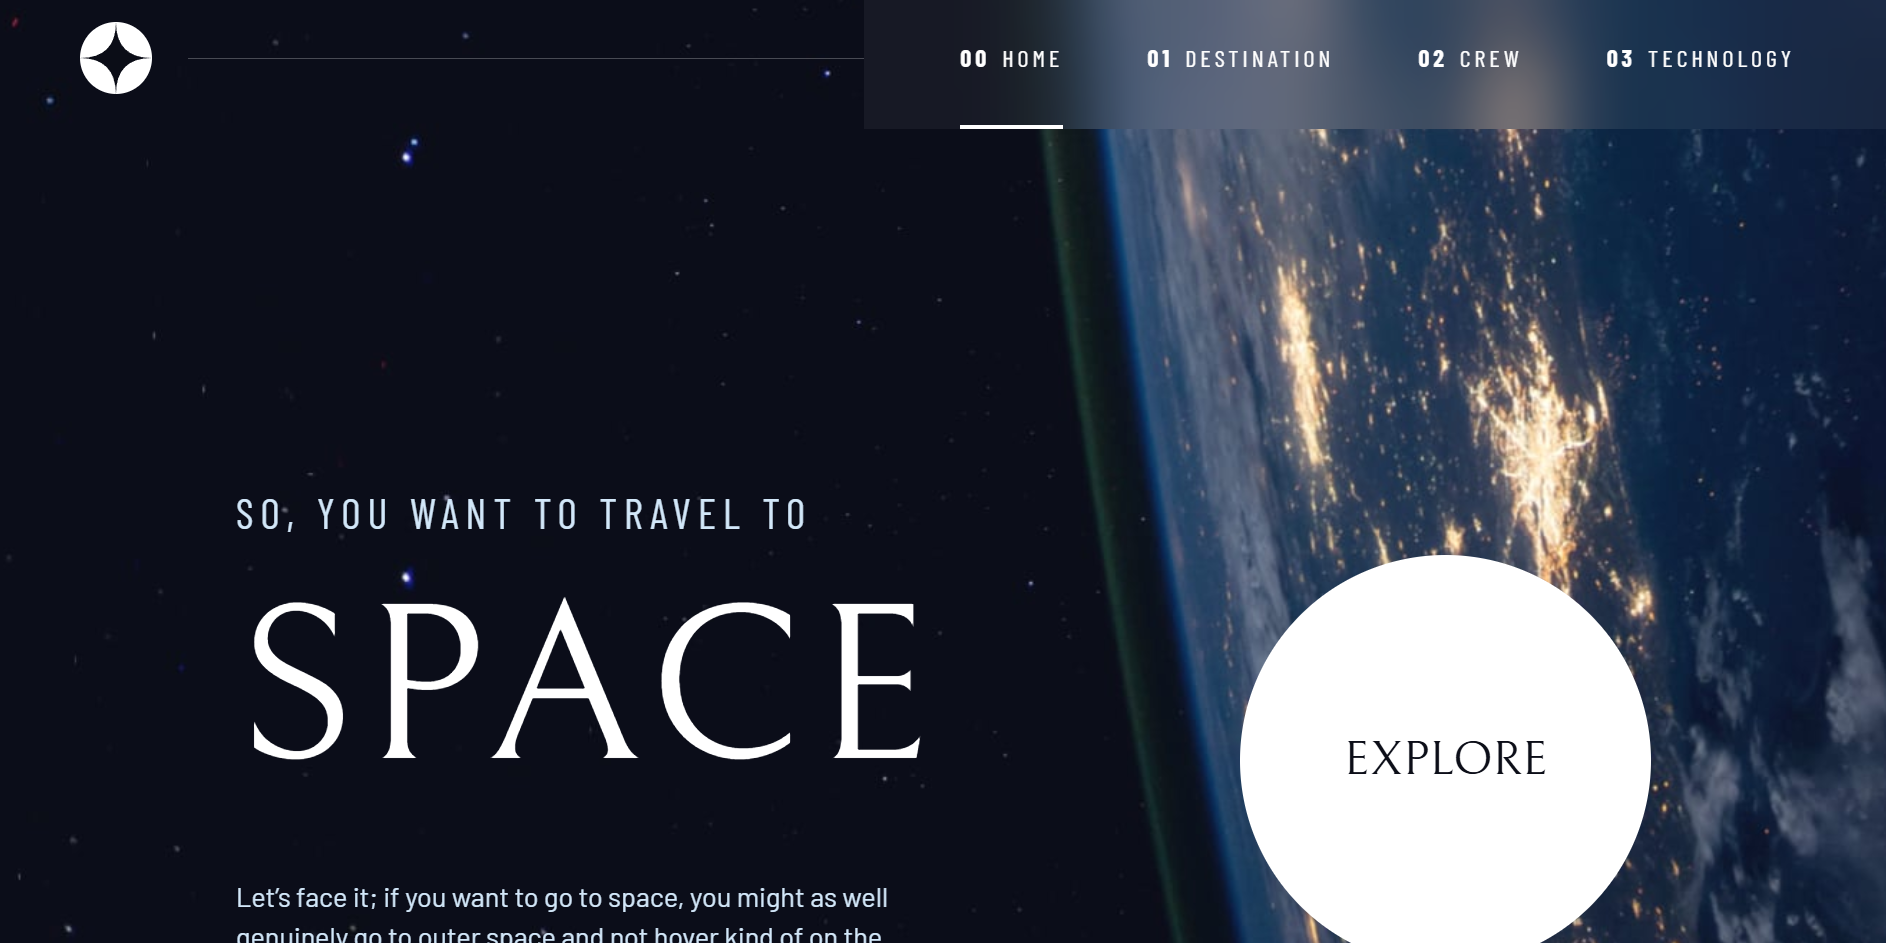 00 HOME 01 DESTINATION 02 CREW 03 TECHNOLOGY
SO, YOU WANT TO TRAVEL TO
SPACE
EXPLORE
Let’s face it; if you want to go to space, you might as well
genuinely go to outer space and not hover kind of on the